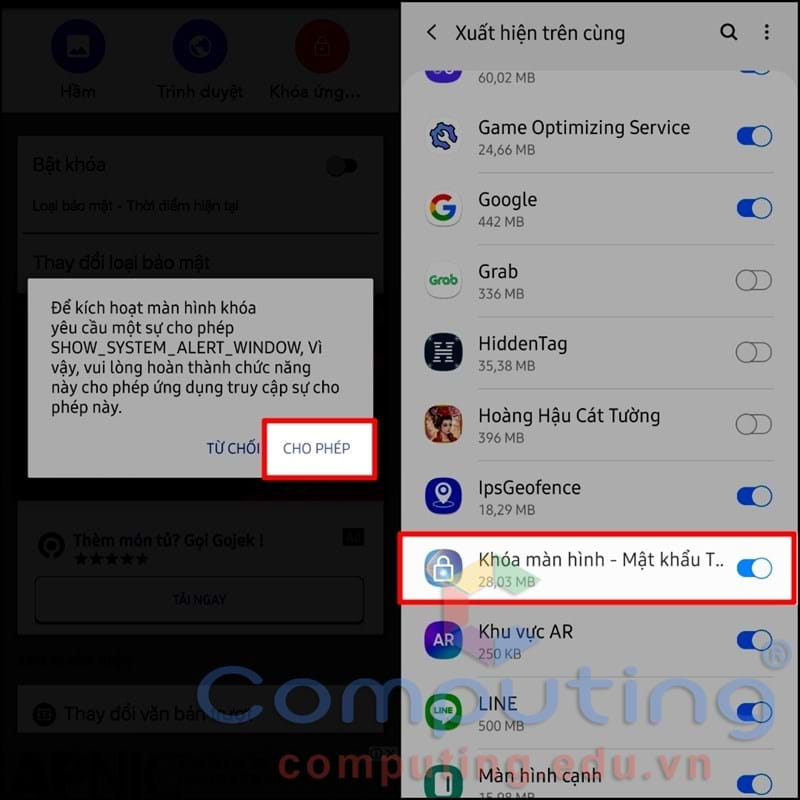 Hầm
Trình duyệt
Khóa ứng...
Bật khóa
Loại bảo mật - Thời điểm hiện tại
Thay đổi loại bảo mật
Để kích hoạt màn hình khóa
yêu cầu một sự cho phép
SHOW_SYSTEM_ALERT_WINDOW, Vì
vậy, vui lòng hoàn thành chức năng
này cho phép ứng dụng truy cập sự cho
phép này.
TỪ CHỐI
CHO PHÉP
Thèm món tủ? Gọi Gojek !
Ad
TẢI NGAY
Thay đổi văn bản trượt
Xuất hiện trên cùng
60,02 MB
Game Optimizing Service
24,66 MB
Google
442 MB
Grab
Grab
336 MB
HiddenTag
35,38 MB
Hoàng Hậu Cát Tường
396 MB
IpsGeofence
18,29 MB
Khóa màn hình - Mật khẩu T..
28,03 MB
AR
Khu vực AR
250 KB
LINE
LINE
500 MB
Màn hình cạnh
15,98 MB
Computing
®
computing.edu.vn